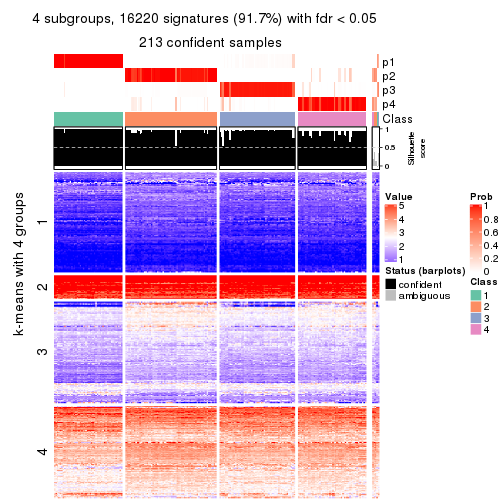 4 subgroups, 16220 signatures (91.7%) with fdr < 0.05
213 confident samples
p1
p2
p3
p4
Class
1
0.5
0
Silhouette
score
k-means with 4 groups
1
2
3
4
Value
5
4
3
2
1
Status (barplots)
confident
ambiguous
Prob
1
0.8
0.6
0.4
0.2
0
Class
1
2
3
4